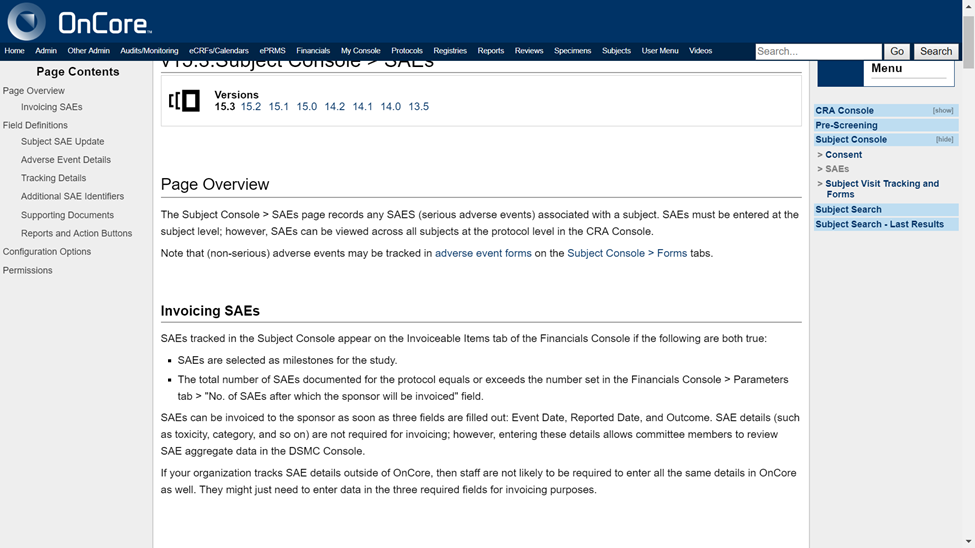 OnCore
Home Admin Other Admin Audits/Monitoring eCRFs/Calendars ePRMS Financials My Console Protocols Registries Reports Reviews Specimens Subjects User Menu Videos
Search... Go Search
Page Contents
Page Overview
Invoicing SAEs
Field Definitions
Subject SAE Update
Adverse Event Details
Tracking Details
Additional SAE Identifiers
Supporting Documents
Reports and Action Buttons
Configuration Options
Permissions
v15.3:Subject Console > SAEs
Versions
15.3 15.2 15.1 15.0 14.2 14.1 14.0 13.5
Page Overview
The Subject Console > SAEs page records any SAES (serious adverse events) associated with a subject. SAEs must be entered at the
subject level; however, SAEs can be viewed across all subjects at the protocol level in the CRA Console.
Note that (non-serious) adverse events may be tracked in adverse event forms on the Subject Console > Forms tabs.
Invoicing SAEs
SAEs tracked in the Subject Console appear on the Invoiceable Items tab of the Financials Console if the following are both true:
▪ SAEs are selected as milestones for the study.
▪ The total number of SAEs documented for the protocol equals or exceeds the number set in the Financials Console > Parameters
tab > "No. of SAEs after which the sponsor will be invoiced" field.
SAEs can be invoiced to the sponsor as soon as three fields are filled out: Event Date, Reported Date, and Outcome. SAE details (such
as toxicity, category, and so on) are not required for invoicing; however, entering these details allows committee members to review
SAE aggregate data in the DSMC Console.
If your organization tracks SAE details outside of OnCore, then staff are not likely to be required to enter all the same details in OnCore
as well. They might just need to enter data in the three required fields for invoicing purposes.
Menu
CRA Console [show]
Pre-Screening
Subject Console [hide]
> Consent
> SAEs
> Subject Visit Tracking and
Forms
Subject Search
Subject Search - Last Results